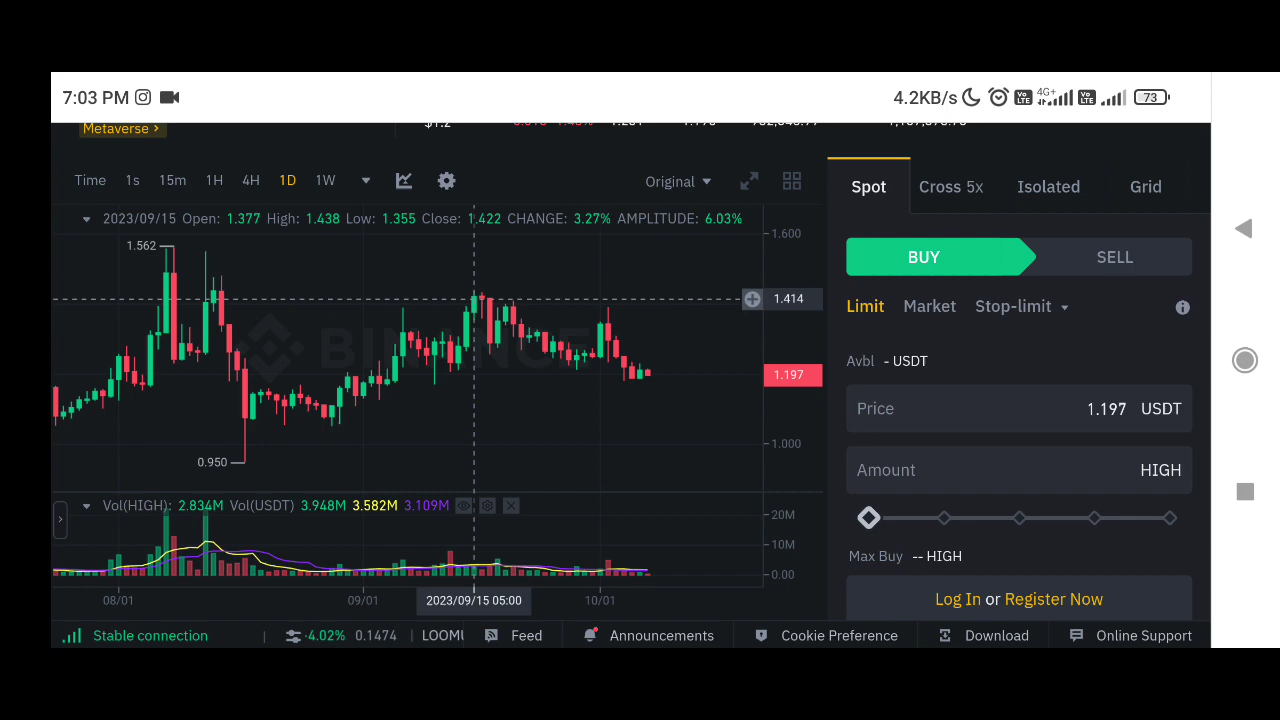 7:03 PM 4.2KB/s Vo LTE 4G+ Vo LTE 73
Metaverse >
Time 1s 15m 1H 4H 1D 1W Original
Spot Cross 5x Isolated Grid
2023/09/15 Open: 1.377 High: 1.438 Low: 1.355 Close: 1.422 CHANGE: 3.27% AMPLITUDE: 6.03%
1.600
1.562
BUY SELL
1.414
Limit Market Stop-limit
BINANCE
Avbl - USDT
1.197
Price 1.197 USDT
1.000
0.950
Amount HIGH
Vol(HIGH): 2.834M Vol(USDT) 3.948M 3.582M 3.109M
20M
10M
0.00
Max Buy -- HIGH
08/01 09/01 2023/09/15 05:00 10/01
Log In or Register Now
Stable connection -4.02% 0.1474 Feed Announcements Cookie Preference Download Online Support